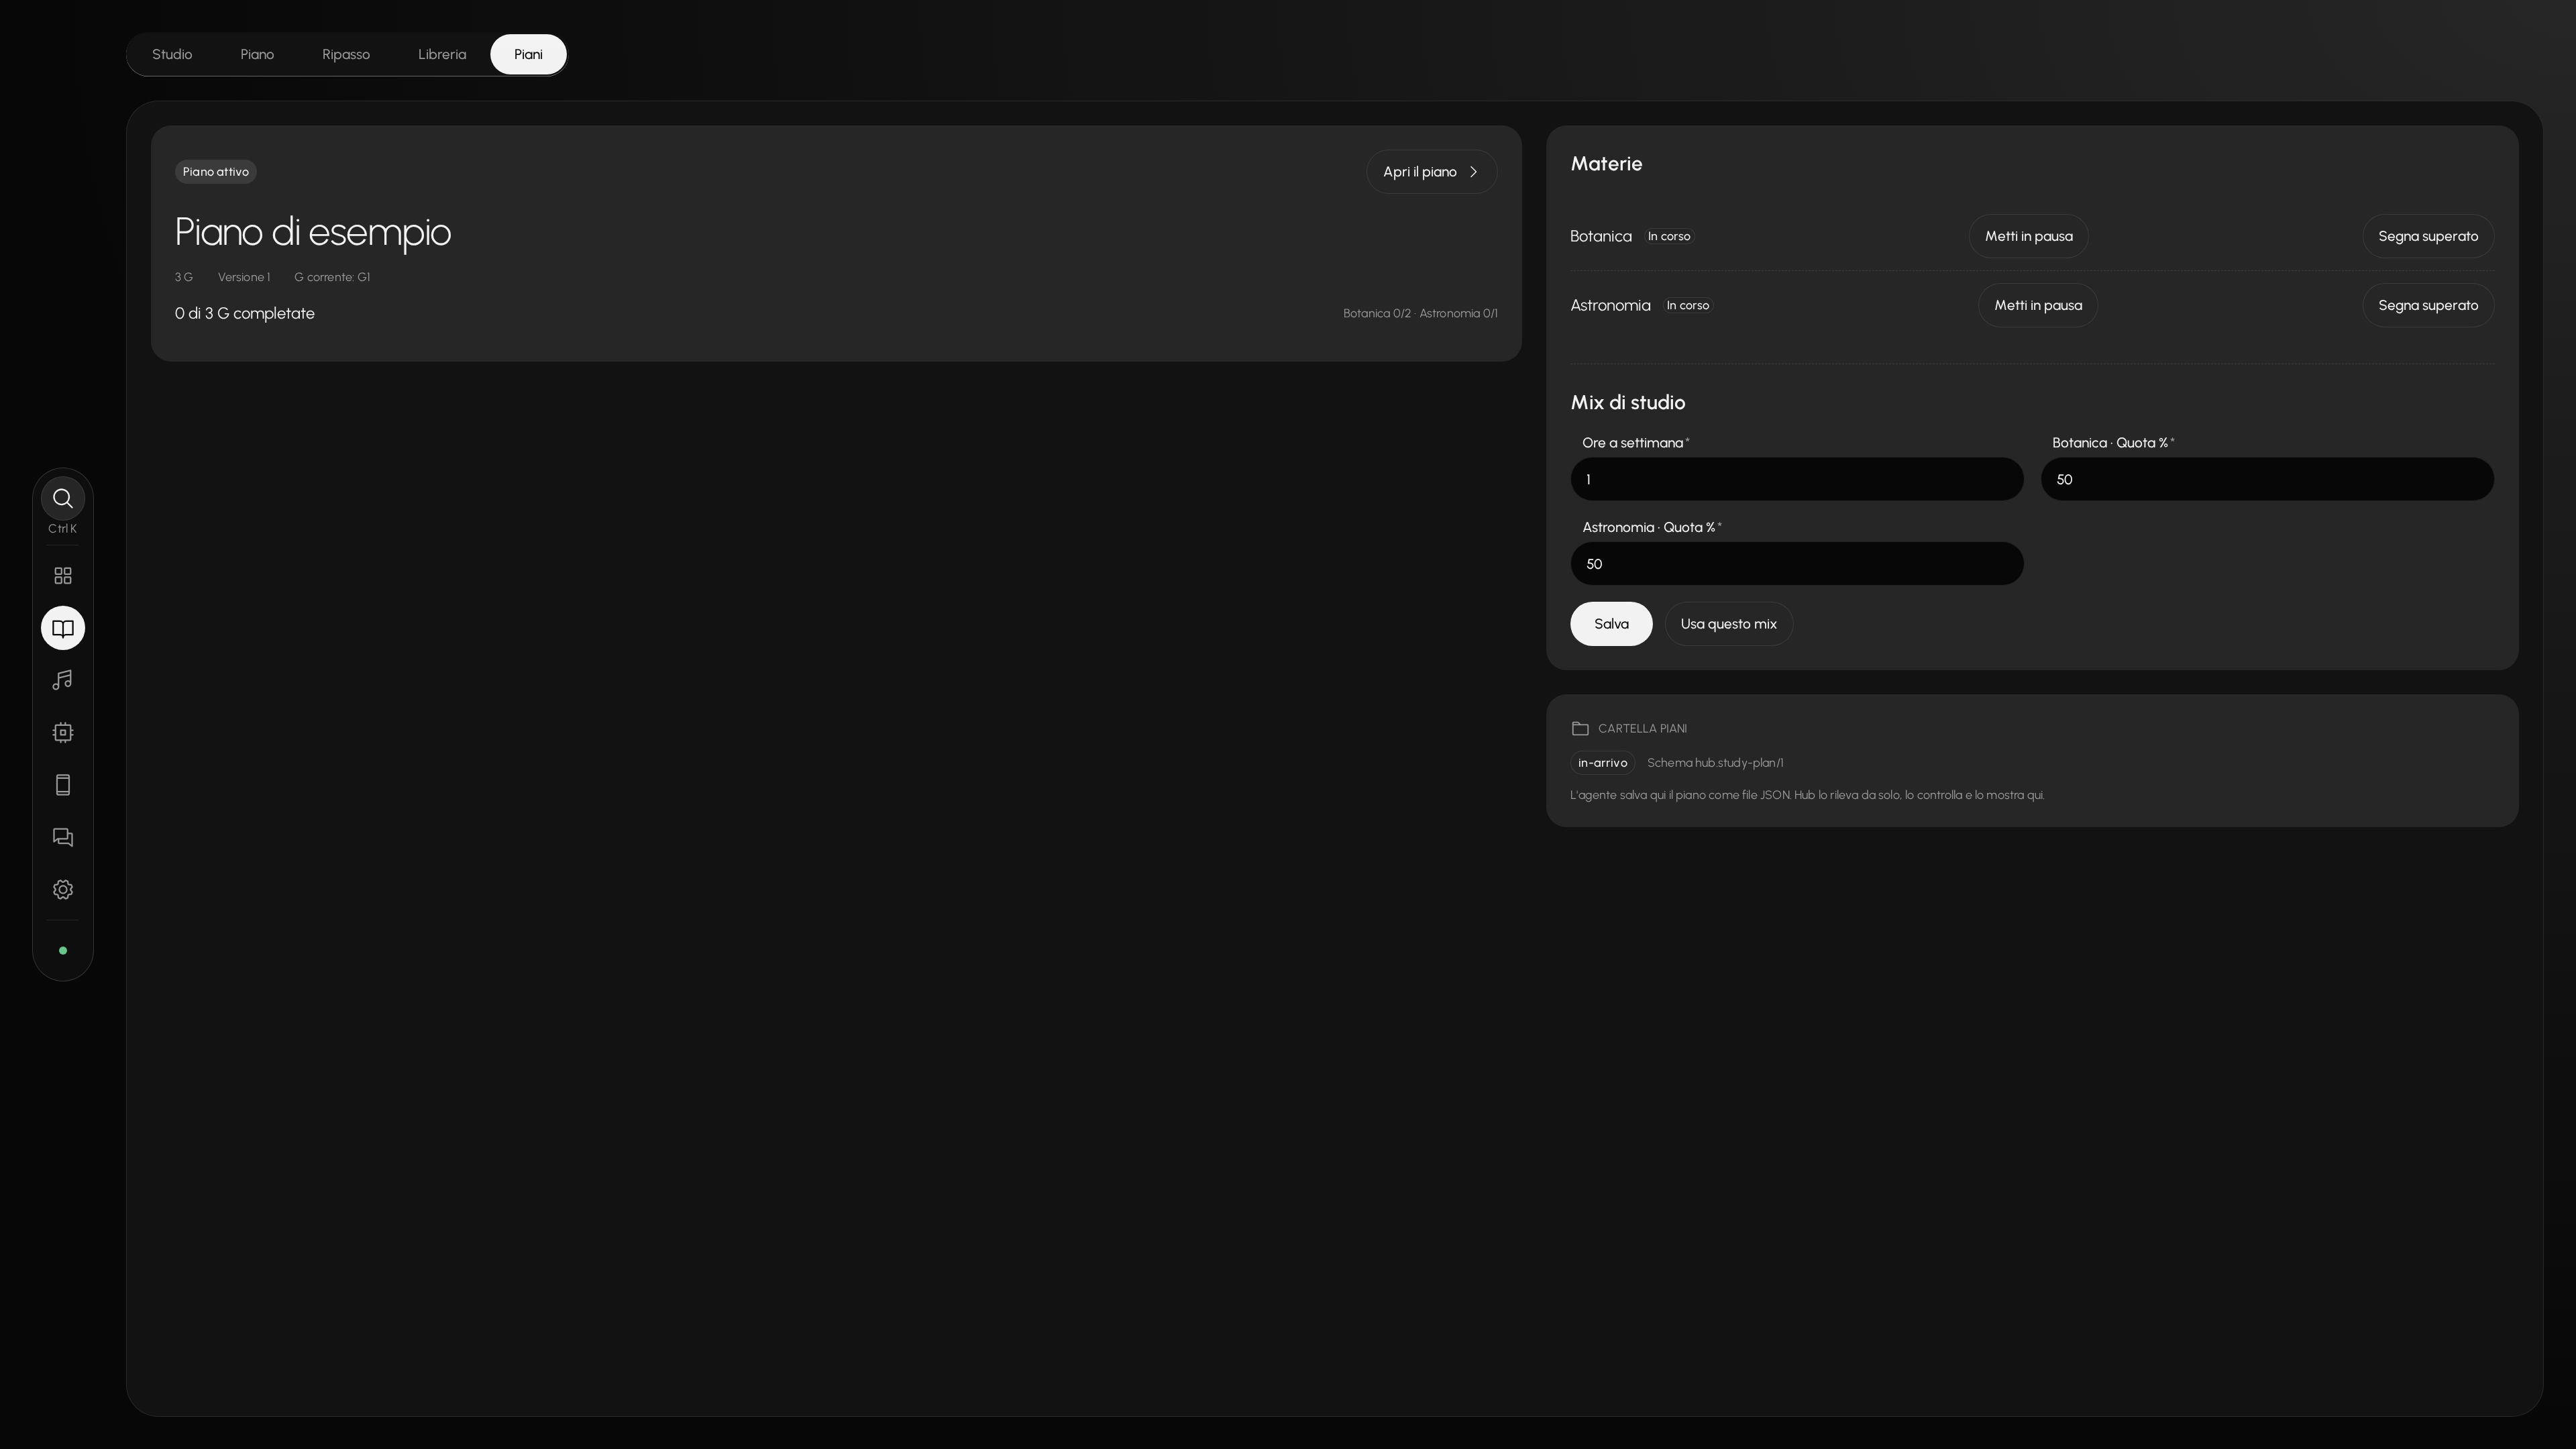 Studio Piano Ripasso Libreria Piani
Piano attivo
Apri il piano
Piano di esempio
3 G Versione 1 G corrente: G1
0 di 3 G completate
Botanica 0/2 · Astronomia 0/1
Materie
Botanica In corso Metti in pausa Segna superato
Astronomia In corso Metti in pausa Segna superato
Mix di studio
Ore a settimana* Botanica · Quota %*
1 50
Astronomia · Quota %*
50
Salva Usa questo mix
CARTELLA PIANI
in-arrivo Schema hub.study-plan/1
L'agente salva qui il piano come file JSON. Hub lo rileva da solo, lo controlla e lo mostra qui.
Ctrl K